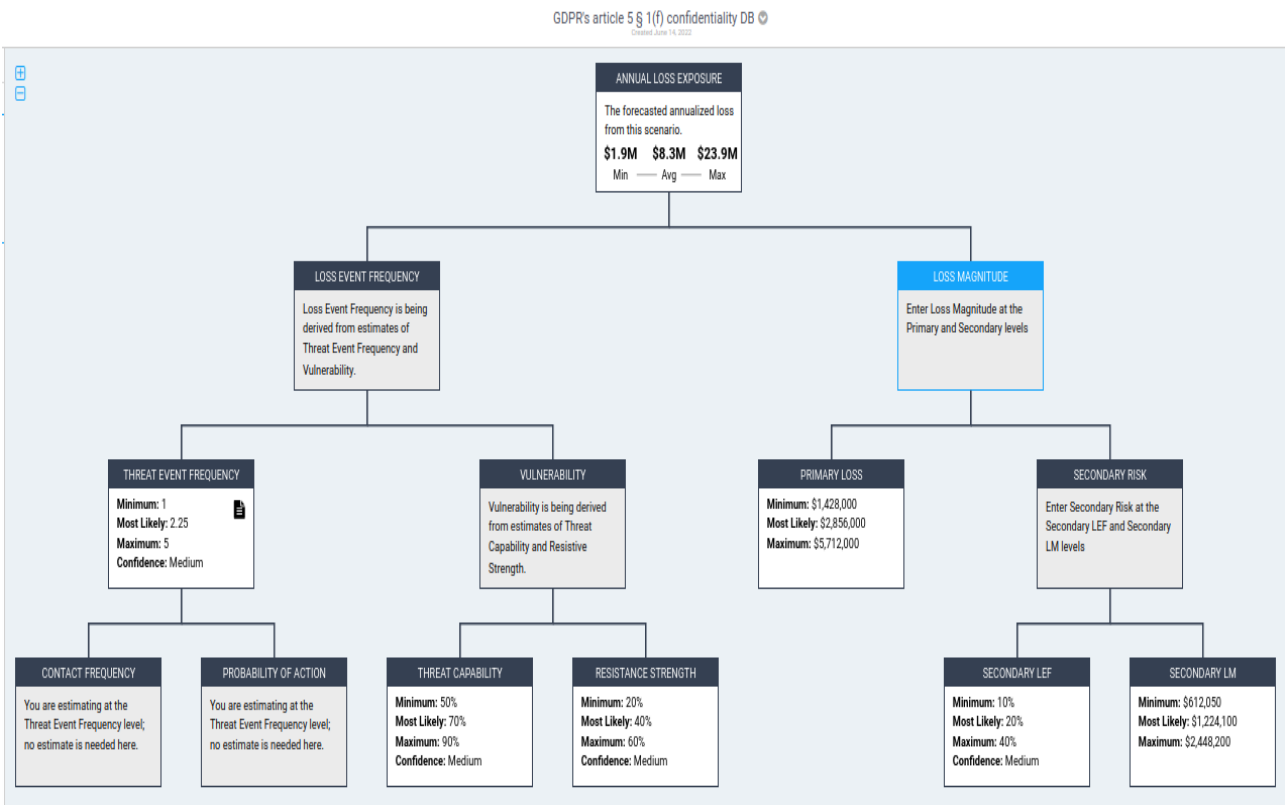 GDPR's article 5 § 1(f) confidentiality DB
Created June 14, 2022
ANNUAL LOSS EXPOSURE
The forecasted annualized loss
from this scenario.
$1.9M $8.3M $23.9M
Min Avg Max
LOSS EVENT FREQUENCY
Loss Event Frequency is being
derived from estimates of
Threat Event Frequency and
Vulnerability.
LOSS MAGNITUDE
Enter Loss Magnitude at the
Primary and Secondary levels
THREAT EVENT FREQUENCY
Minimum: 1
Most Likely: 2.25
Maximum: 5
Confidence: Medium
VULNERABILITY
Vulnerability is being derived
from estimates of Threat
Capability and Resistive
Strength.
PRIMARY LOSS
Minimum: $1,428,000
Most Likely: $2,856,000
Maximum: $5,712,000
SECONDARY RISK
Enter Secondary Risk at the
Secondary LEF and Secondary
LM levels
CONTACT FREQUENCY
You are estimating at the
Threat Event Frequency level;
no estimate is needed here.
PROBABILITY OF ACTION
You are estimating at the
Threat Event Frequency level;
no estimate is needed here.
THREAT CAPABILITY
Minimum: 50%
Most Likely: 70%
Maximum: 90%
Confidence: Medium
RESISTANCE STRENGTH
Minimum: 20%
Most Likely: 40%
Maximum: 60%
Confidence: Medium
SECONDARY LEF
Minimum: 10%
Most Likely: 20%
Maximum: 40%
Confidence: Medium
SECONDARY LM
Minimum: $612,050
Most Likely: $1,224,100
Maximum: $2,448,200